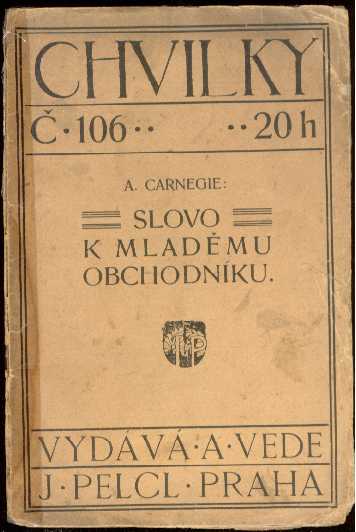 CHVILKY
Č·106·· ··20 h
A. CARNEGIE:
SLOVO
K MLADÉMU
OBCHODNÍKU.
VYDÁVÁ·A·VEDE
J·PELCL·PRAHA